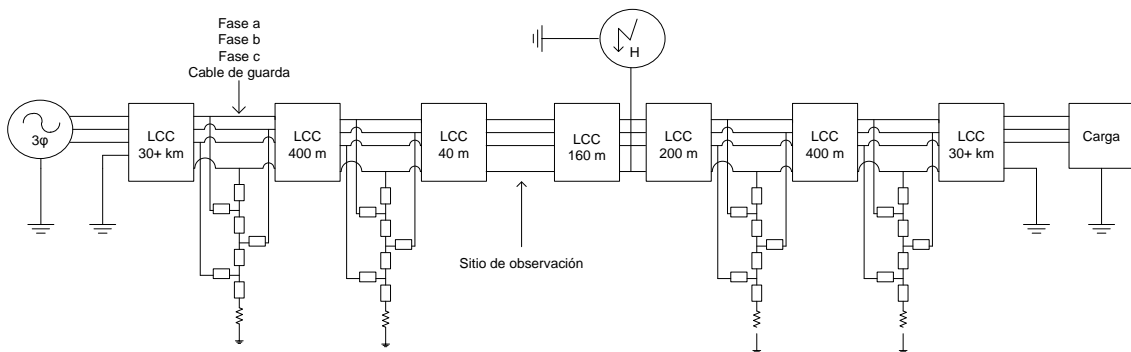 Fase a
Fase b
Fase c
Cable de guarda
H
3φ
LCC
30+ km
LCC
400 m
LCC
40 m
LCC
160 m
LCC
200 m
LCC
400 m
LCC
30+ km
Carga
Sitio de observación